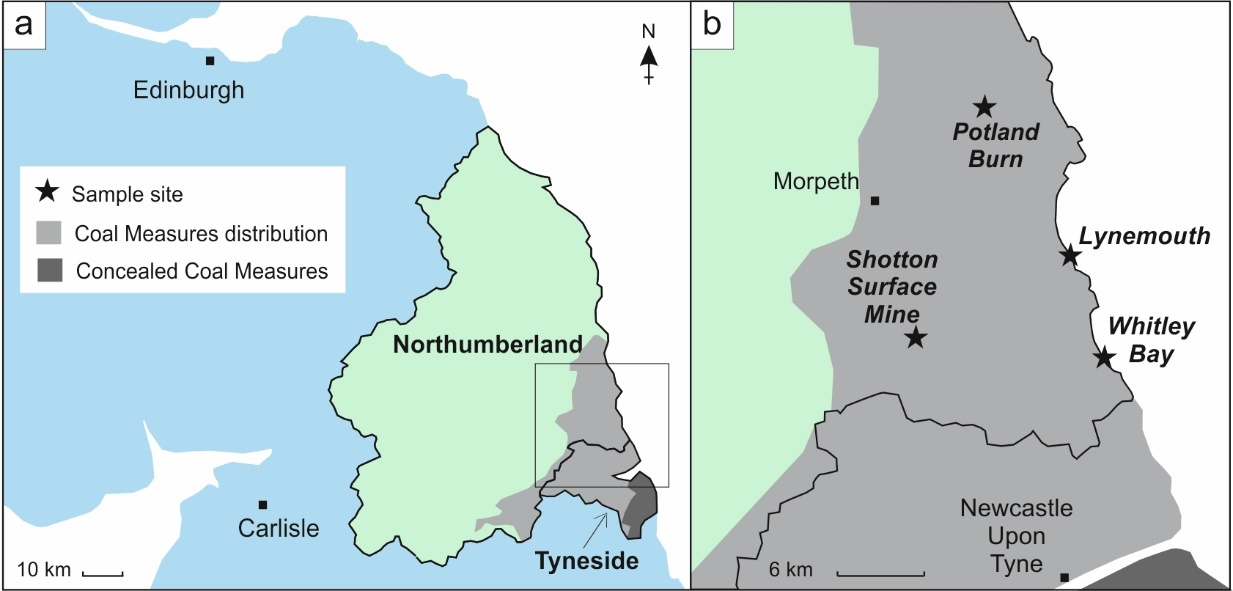 a
Edinburgh
N
Sample site
Coal Measures distribution
Concealed Coal Measures
Northumberland
Carlisle
Tyneside
10 km
b
Potland
Burn
Morpeth
Lynemouth
Shotton
Surface
Mine
Whitley
Bay
Newcastle
Upon
Tyne
6 km